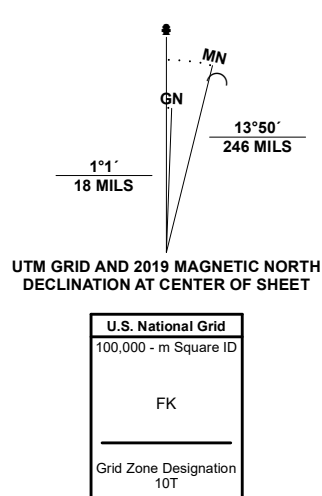 MN
GN
13°50´
246 MILS
1°1´
18 MILS
UTM GRID AND 2019 MAGNETIC NORTH
DECLINATION AT CENTER OF SHEET
U.S. National Grid
100,000 - m Square ID
FK
Grid Zone Designation
10T